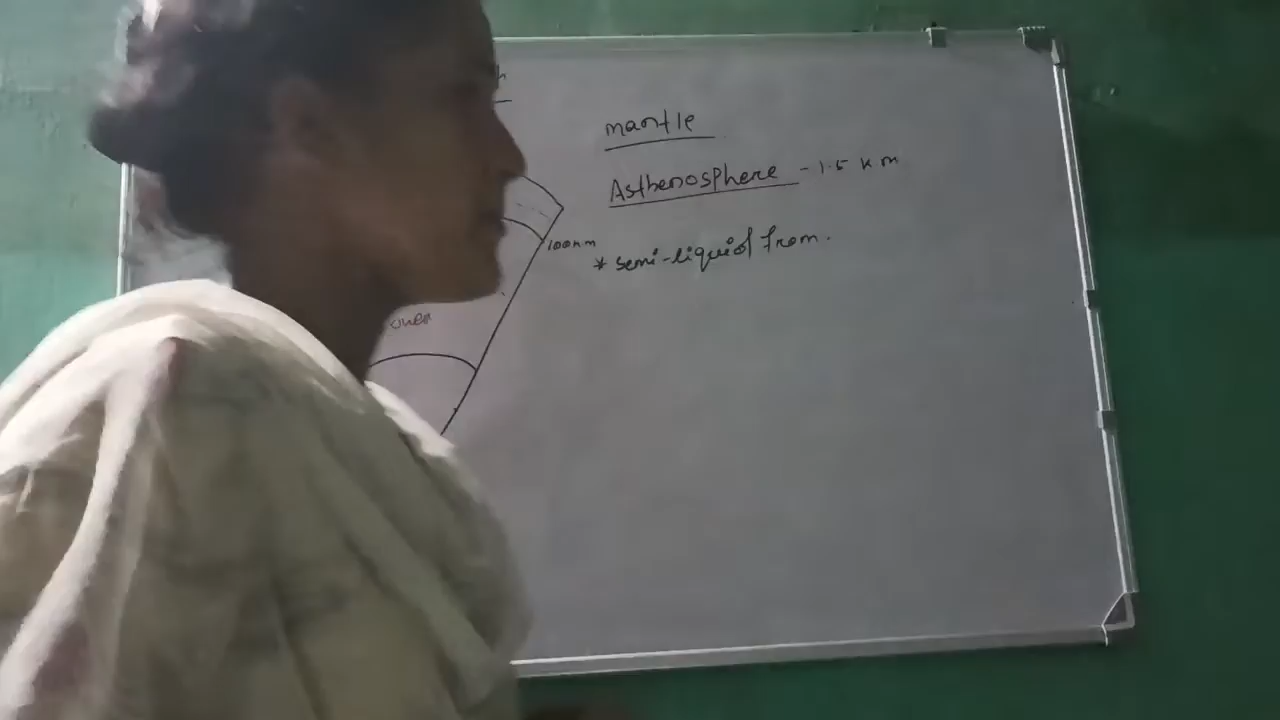 mantle
Asthenosphere - 1.5 km
100km
* semi-liquid from.